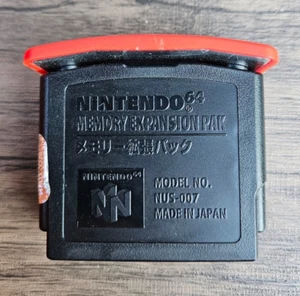 NINTENDO64
MEMORY EXPANSION PAK
メモリー拡張パック
NINTENDO64
MODEL NO.
NUS-007
MADE IN JAPAN